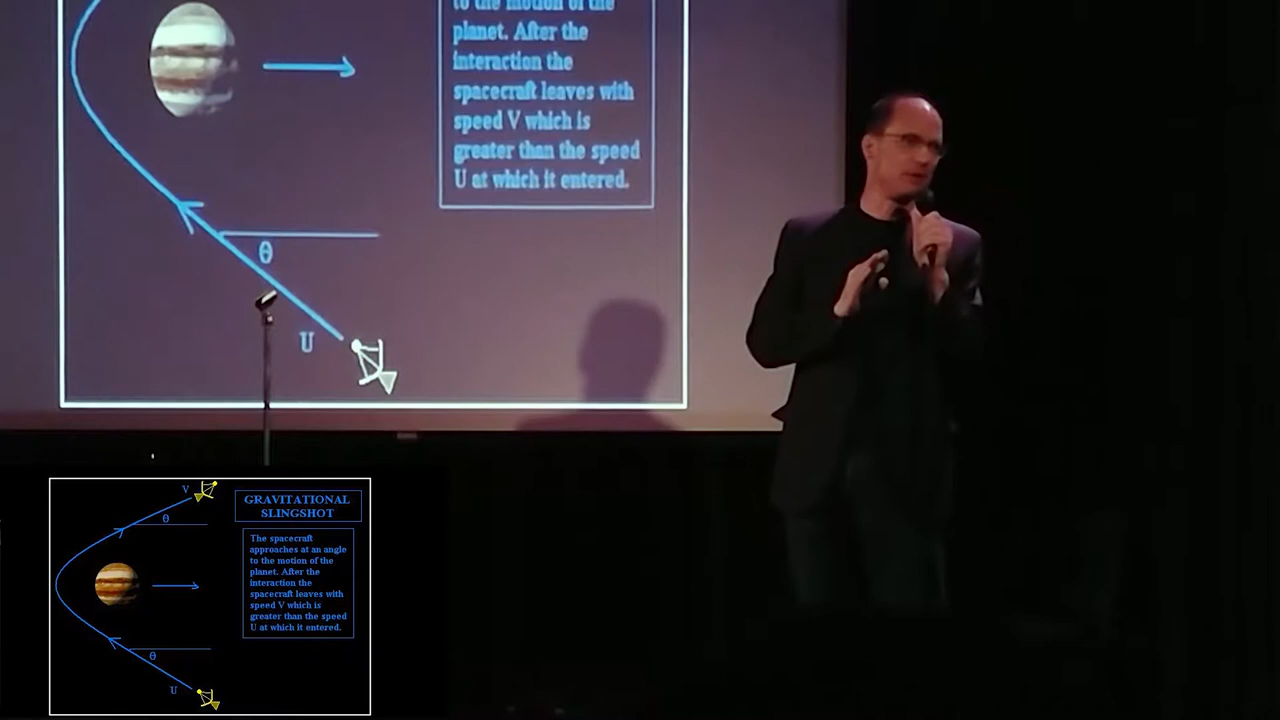 to the motion of the
planet. After the
interaction the
spacecraft leaves with
speed V which is
greater than the speed
U at which it entered.
θ
U
V
GRAVITATIONAL
SLINGSHOT
θ
The spacecraft
approaches at an angle
to the motion of the
planet. After the
interaction the
spacecraft leaves with
speed V which is
greater than the speed
U at which it entered.
θ
U